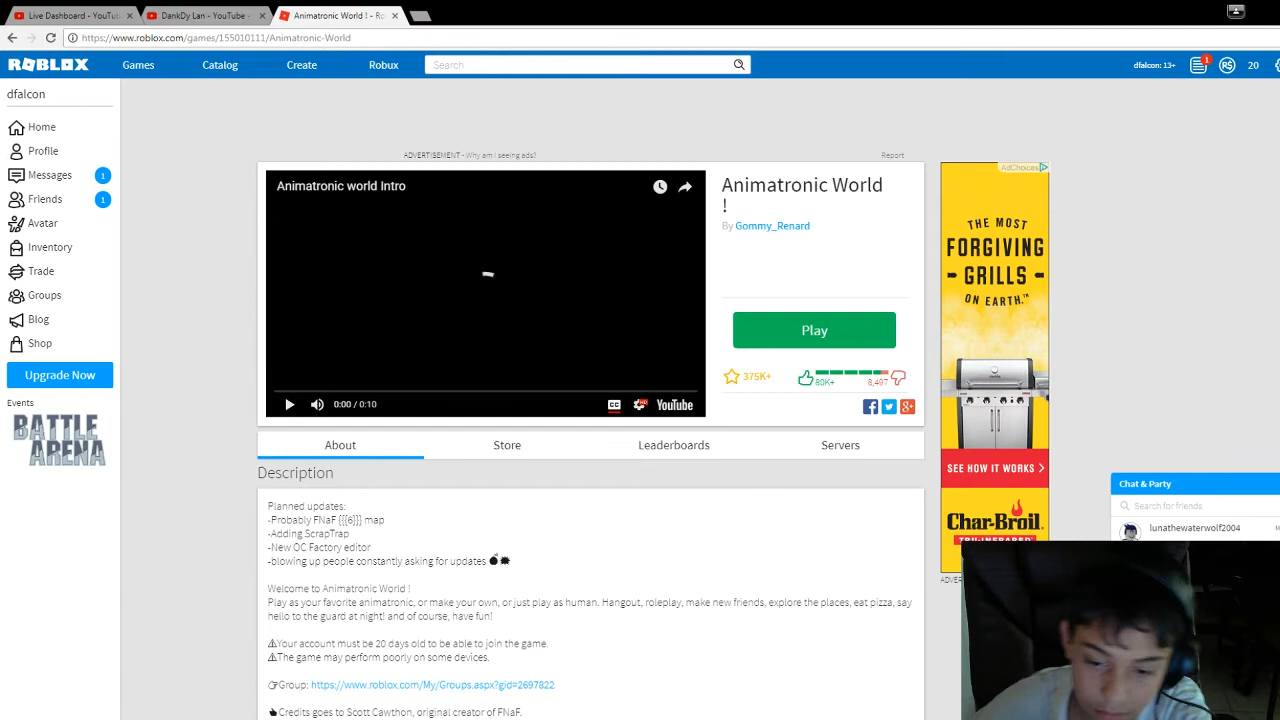 Live Dashboard - YouTu
DankDy Lan - YouTube -
Animatronic World ! - Ro
https://www.roblox.com/games/155010111/Animatronic-World
ROBLOX
Games
Catalog
Create
Robux
Search
dfalcon: 13+
1
R$
20
dfalcon
Home
Profile
Messages
1
Friends
1
Avatar
Inventory
Trade
Groups
Blog
Shop
Upgrade Now
Events
BATTLE
ARENA
ADVERTISEMENT - Why am I seeing ads?
Report
Animatronic world Intro
0:00 / 0:10
CC
HD
YouTube
Animatronic World
!
By Gommy_Renard
Play
375K+
80K+
8,497
About
Store
Leaderboards
Servers
Description
Planned updates:
-Probably FNaF {{{6}}} map
-Adding ScrapTrap
-New OC Factory editor
-blowing up people constantly asking for updates 💣✹
Welcome to Animatronic World !
Play as your favorite animatronic, or make your own, or just play as human. Hangout, roleplay, make new friends, explore the places, eat pizza, say
hello to the guard at night! and of course, have fun!
⚠Your account must be 20 days old to be able to join the game.
⚠The game may perform poorly on some devices.
👉Group: https://www.roblox.com/My/Groups.aspx?gid=2697822
👍Credits goes to Scott Cawthon, original creator of FNaF.
AdChoices
THE MOST
FORGIVING
GRILLS
ON EARTH.™
SEE HOW IT WORKS
Char-Broil
TRU-INFRARED
ADVER
Chat & Party
Search for friends
lunathewaterwolf2004